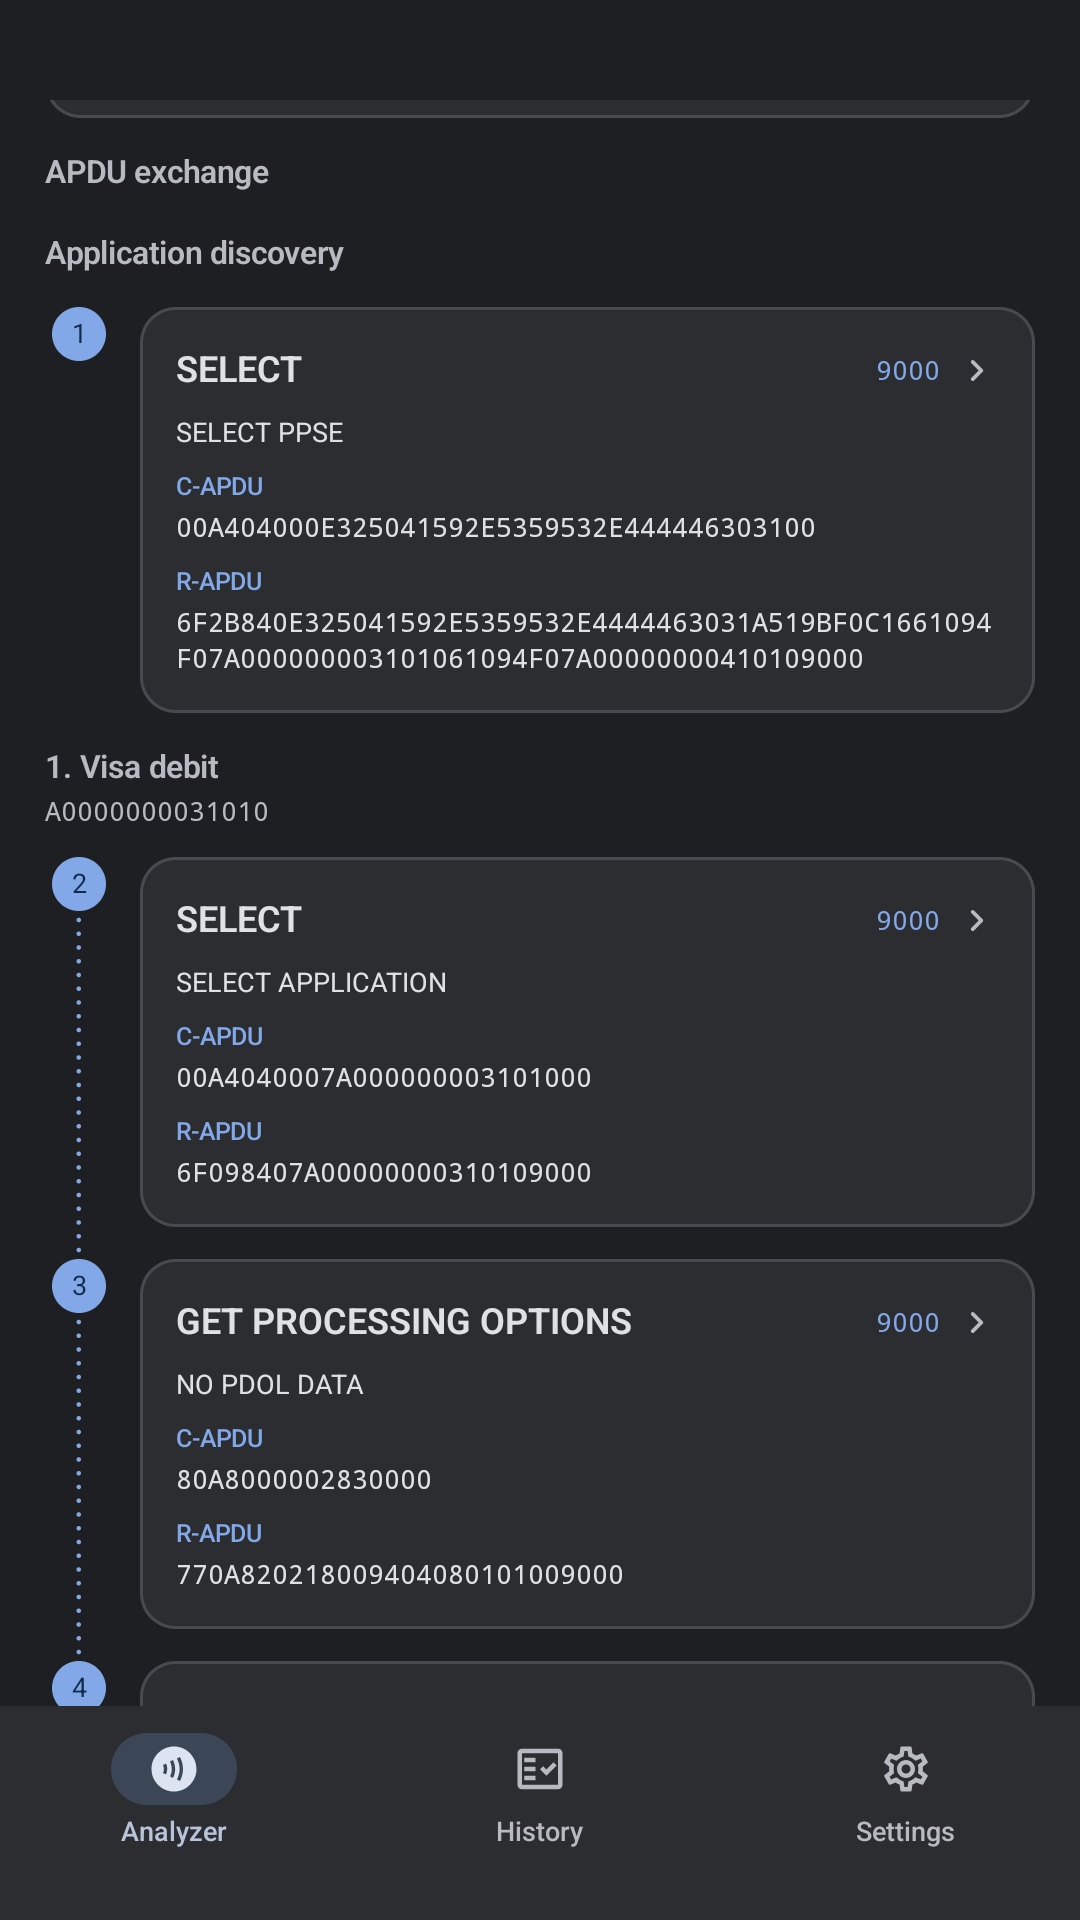 APDU exchange
Application discovery
1
SELECT
9000
SELECT PPSE
C-APDU
00A404000E325041592E5359532E444446303100
R-APDU
6F2B840E325041592E5359532E4444463031A519BF0C1661094
F07A000000003101061094F07A00000000410109000
1. Visa debit
A0000000031010
2
SELECT
9000
SELECT APPLICATION
C-APDU
00A4040007A000000003101000
R-APDU
6F098407A00000000310109000
3
GET PROCESSING OPTIONS
9000
NO PDOL DATA
C-APDU
80A8000002830000
R-APDU
770A820218009404080101009000
4
Analyzer
History
Settings